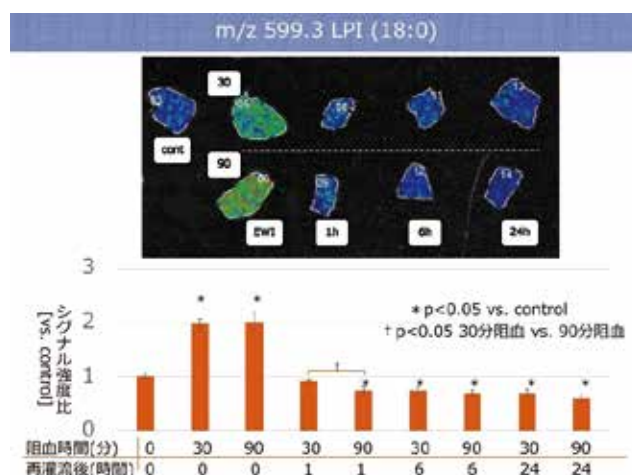 m/z 599.3 LPI (18:0)
30
cont
90
EWI
1h
6h
24h
3
2
1
0
シグナル強度比
[vs. control]
*p<0.05 vs. control
†p<0.05 30分阻血 vs. 90分阻血
* * † * * * * *
阻血時間(分) 0 30 90 30 90 30 90 30 90
再灌流後(時間) 0 0 0 1 1 6 6 24 24